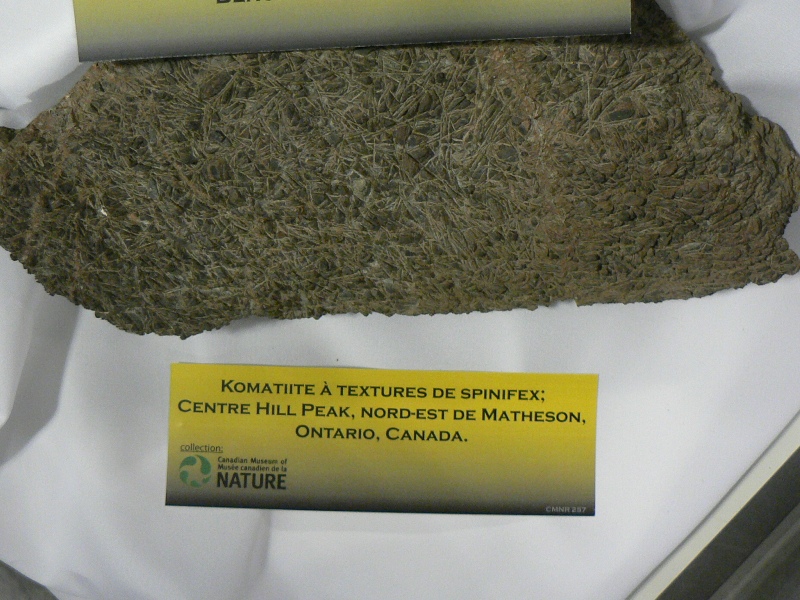 KOMATIITE À TEXTURES DE SPINIFEX;
CENTRE HILL PEAK, NORD-EST DE MATHESON,
ONTARIO, CANADA.
collection:
Canadian Museum of
Musée canadien de la
NATURE
CMNR 237